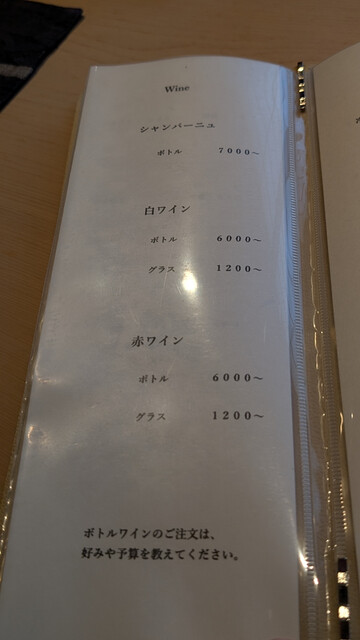 Wine
シャンパーニュ
ボトル 7000〜
白ワイン
ボトル 6000〜
グラス 1200〜
赤ワイン
ボトル 6000〜
グラス 1200〜
ボトルワインのご注文は、
好みや予算を教えてください。